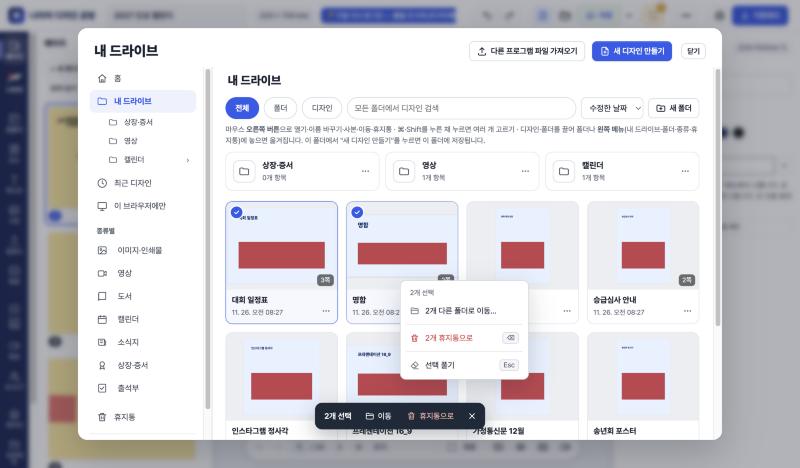 내 드라이브
다른 프로그램 파일 가져오기
새 디자인 만들기
닫기
홈
내 드라이브
상장·증서
영상
캘린더
최근 디자인
이 브라우저에만
종류별
이미지·인쇄물
영상
도서
캘린더
소식지
상장·증서
출석부
휴지통
내 드라이브
전체
폴더
디자인
모든 폴더에서 디자인 검색
수정한 날짜
새 폴더
마우스 오른쪽 버튼으로 열기·이름 바꾸기·사본·이동·휴지통 · ⌘·Shift를 누른 채 누르면 여러 개 고르기 · 디자인·폴더를 끌어 폴더나 왼쪽 메뉴(내 드라이브·폴더·종류·휴
지통)에 놓으면 옮겨집니다. 이 폴더에서 "새 디자인 만들기"를 누르면 이 폴더에 저장됩니다.
상장·증서
0개 항목
영상
1개 항목
캘린더
1개 항목
3쪽
대회 일정표
11. 26. 오전 08:27
명함
명함
11. 26. 오전 08:2
2쪽
승급심사 안내
11. 26. 오전 08:27
2개 선택
2개 다른 폴더로 이동...
2개 휴지통으로
선택 풀기
Esc
인스타그램 정사각
프레젠테이션 16_9
프레젠테이션 16_9
가정통신문 12월
송년회 포스터
2개 선택
이동
휴지통으로